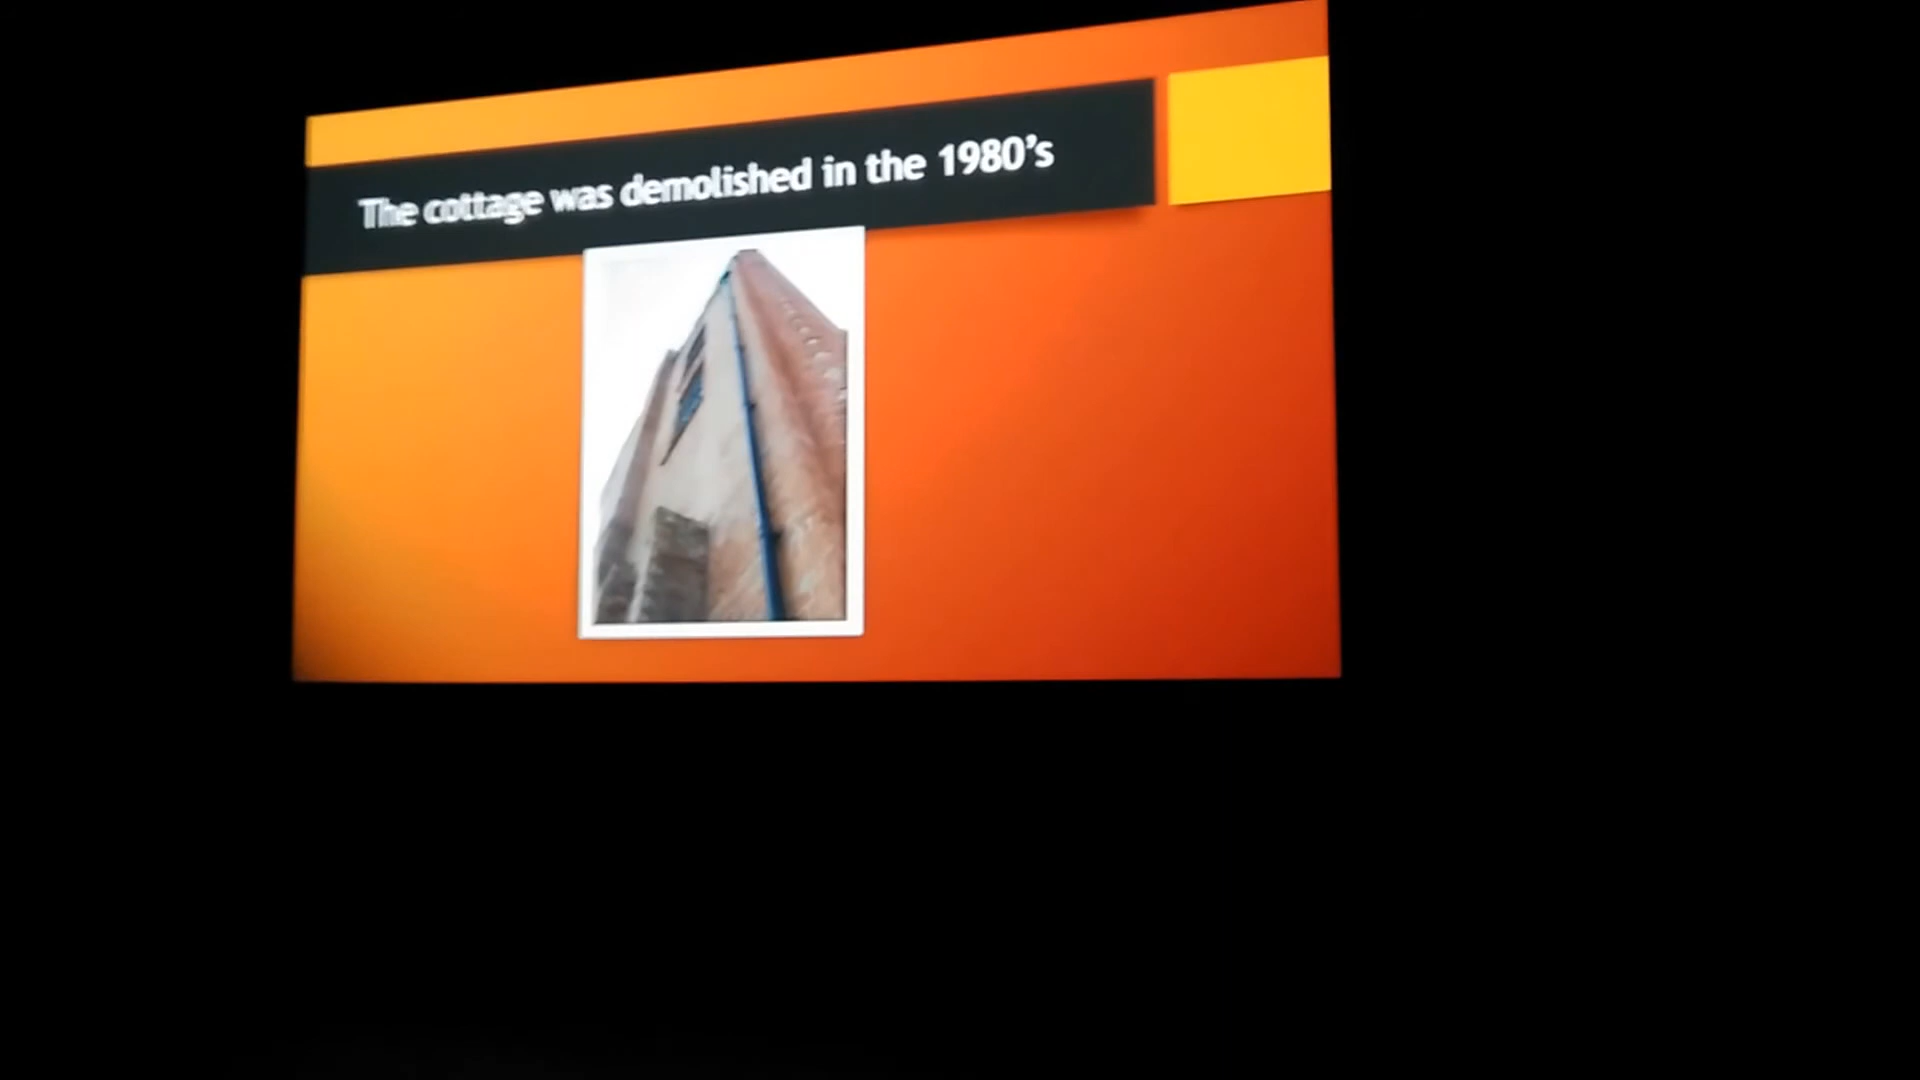 The cottage was demolished in the 1980’s